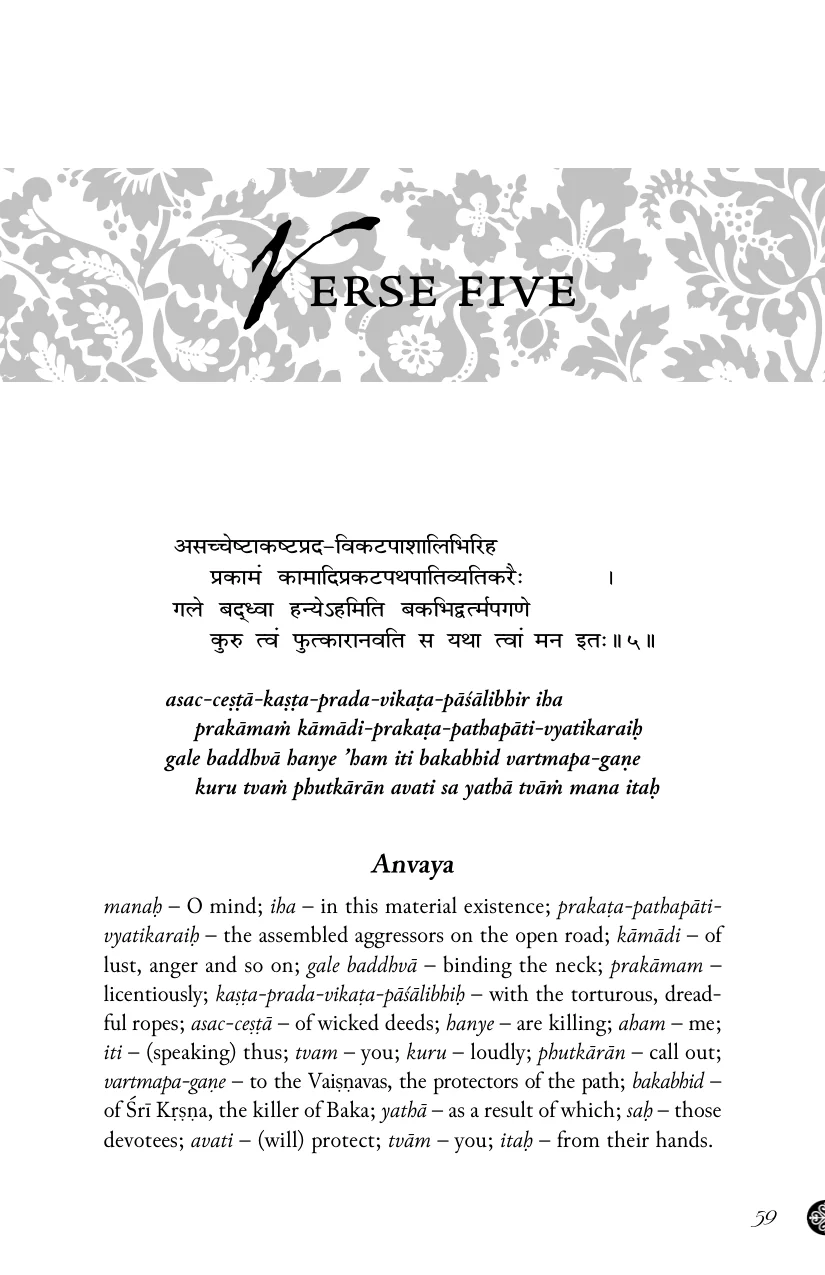 VERSE FIVE
असच्चेष्टाकष्टप्रद-विकटपाशालिभिरिह
प्रकामं कामादिप्रकटपथपातिव्यतिकरैः ।
गले बद्ध्वा हन्येऽहमिति बकभिद्वर्त्मपगणे
कुरु त्वं फुत्कारानवति स यथा त्वां मन इतः॥५॥
asac-ceṣṭā-kaṣṭa-prada-vikaṭa-pāśālibhir iha
prakāmaṁ kāmādi-prakaṭa-pathapāti-vyatikaraiḥ
gale baddhvā hanye ’ham iti bakabhid vartmapa-gaṇe
kuru tvaṁ phutkārān avati sa yathā tvāṁ mana itaḥ
Anvaya
manaḥ – O mind; iha – in this material existence; prakaṭa-pathapāti-
vyatikaraiḥ – the assembled aggressors on the open road; kāmādi – of
lust, anger and so on; gale baddhvā – binding the neck; prakāmam –
licentiously; kaṣṭa-prada-vikaṭa-pāśālibhiḥ – with the torturous, dread-
ful ropes; asac-ceṣṭā – of wicked deeds; hanye – are killing; aham – me;
iti – (speaking) thus; tvam – you; kuru – loudly; phutkārān – call out;
vartmapa-gaṇe – to the Vaiṣṇavas, the protectors of the path; bakabhid –
of Śrī Kṛṣṇa, the killer of Baka; yathā – as a result of which; saḥ – those
devotees; avati – (will) protect; tvām – you; itaḥ – from their hands.
59